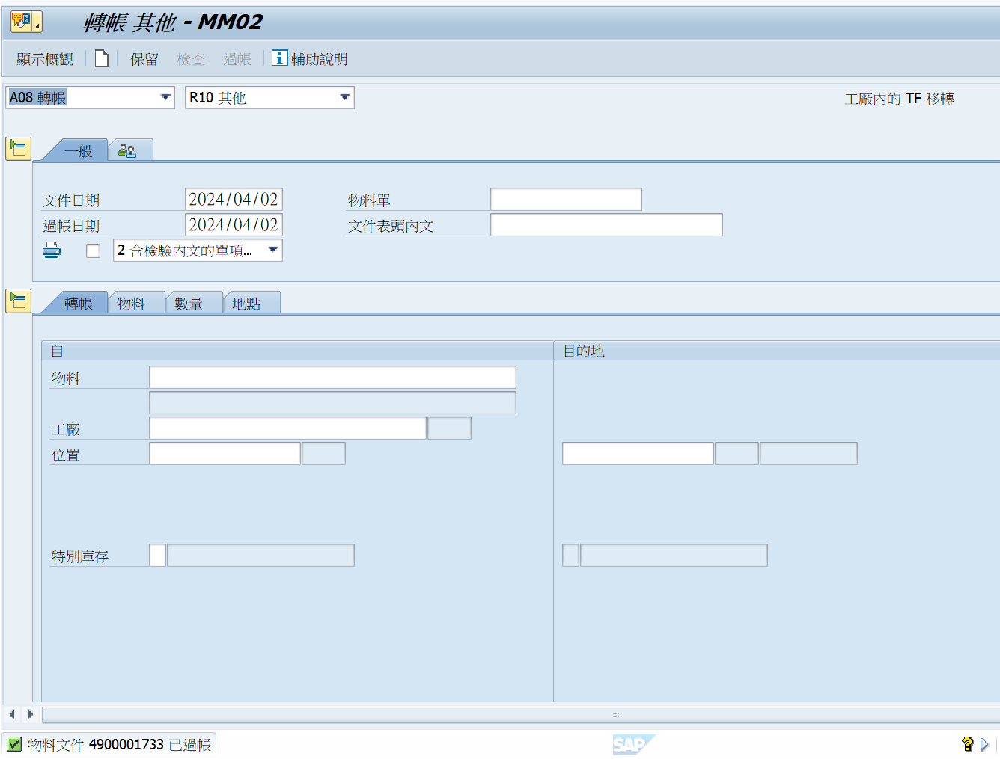 轉帳 其他 - MM02
顯示概觀 保留 檢查 過帳 輔助說明
A08 轉帳 R10 其他 工廠內的 TF 移轉
一般
文件日期 2024/04/02 物料單
過帳日期 2024/04/02 文件表頭內文
2 含檢驗內文的單項...
轉帳 物料 數量 地點
自 目的地
物料
工廠
位置
特別庫存
物料文件 4900001733 已過帳 SAP